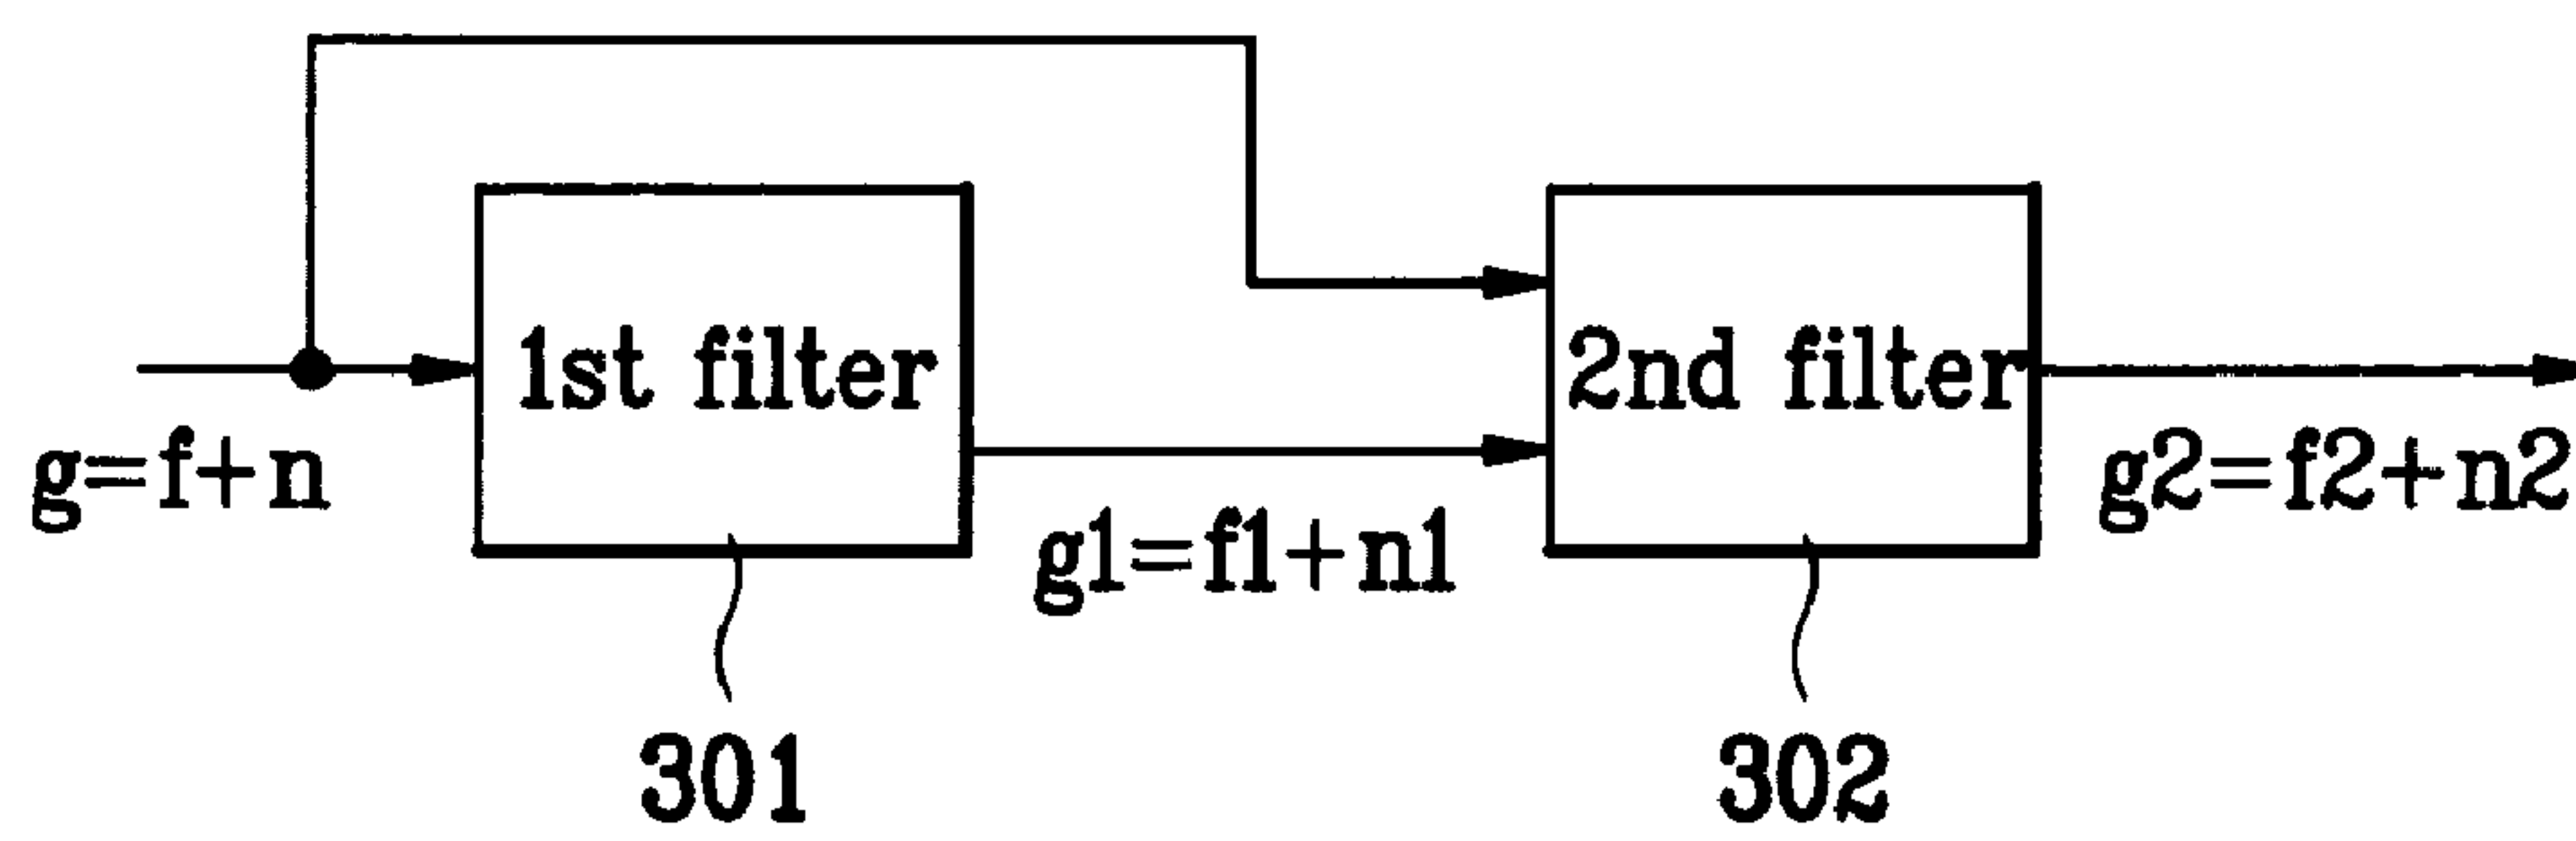 1st filter
2nd filter
g=f+n
g1=f1+n1
g2=f2+n2
301
302